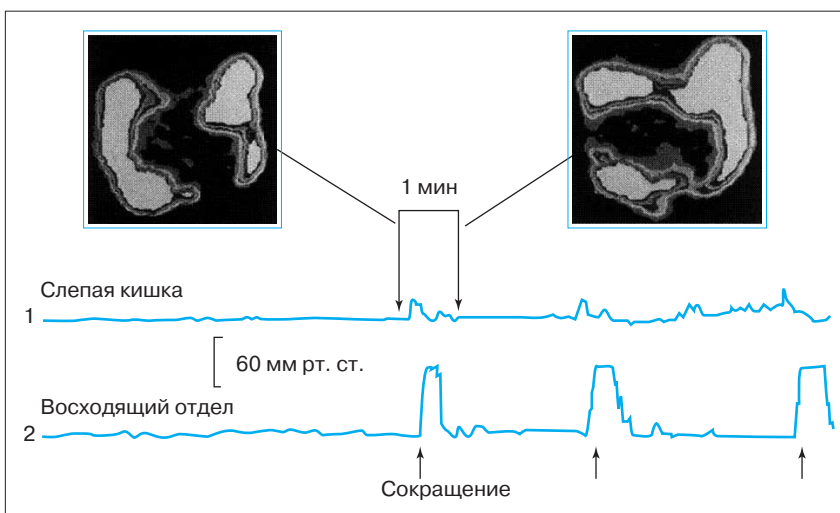 1 мин
Слепая кишка
1
60 мм рт. ст.
Восходящий отдел
2
Сокращение